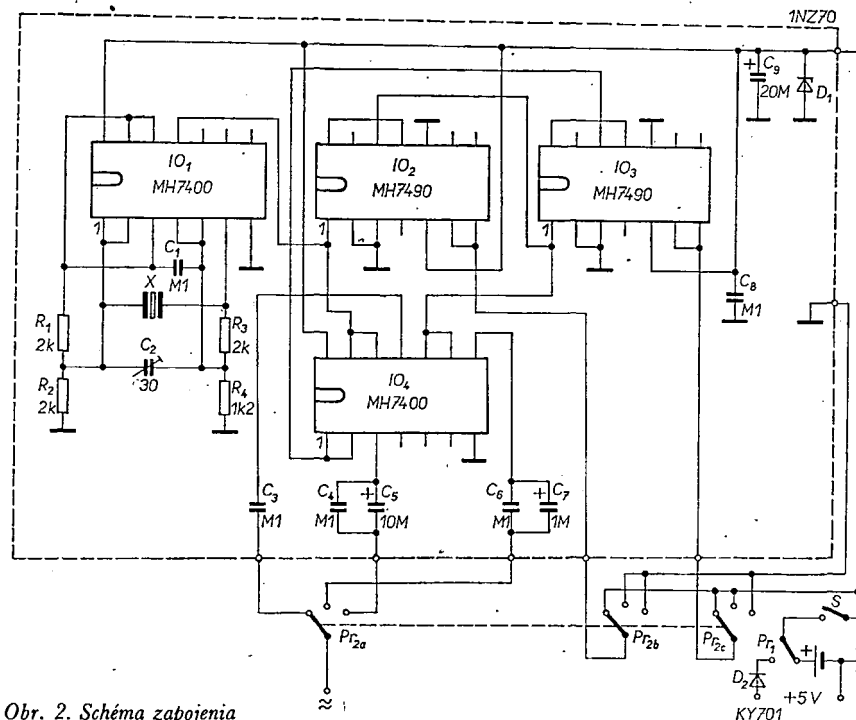 1NZ70
+ C9
20M
D1
IO1
MH7400
IO2
MH7490
IO3
MH7490
1
1
1
C1
M1
X
C8
M1
R1
2k
R3
2k
C2
30
R2
2k
R4
1k2
IO4
MH7400
1
C3
M1
C4
M1
+ C5
10M
C6
M1
+ C7
1M
S
Pr2a
Pr2b
Pr2c
Pr1
+
D2
+5V
≈
KY701
Obr. 2. Schéma zapojenia